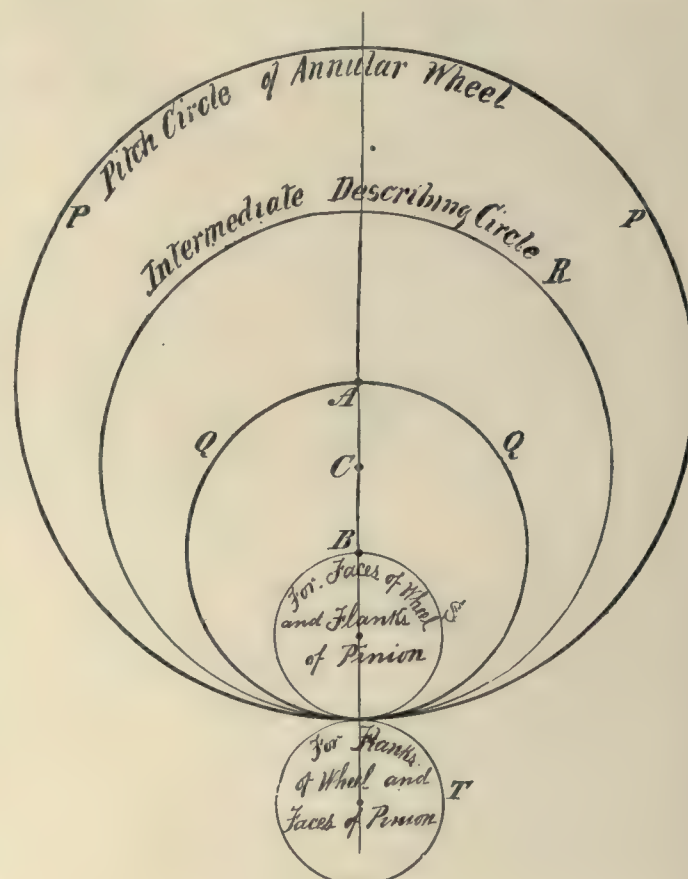 Pitch Circle of Annular Wheel
P
P
Intermediate Describing Circle R
A
Q
Q
C
B
For Faces of Wheel
S
and Flanks
of Pinion
For Flanks
of Wheel and
T
Faces of Pinion